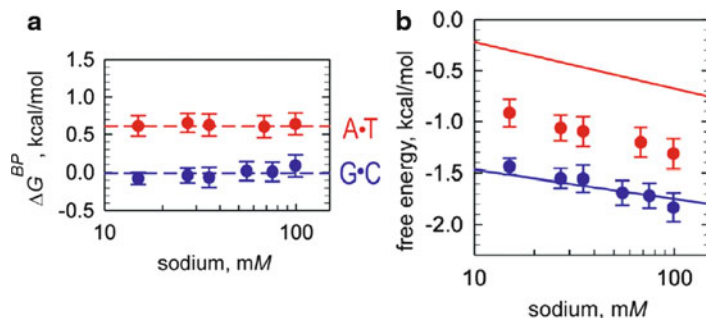 a
ΔG^BP, kcal/mol
1.5
1.0
0.5
0.0
-0.5
A•T
G•C
10
100
sodium, mM
b
free energy, kcal/mol
-0.0
-0.5
-1.0
-1.5
-2.0
10
100
sodium, mM